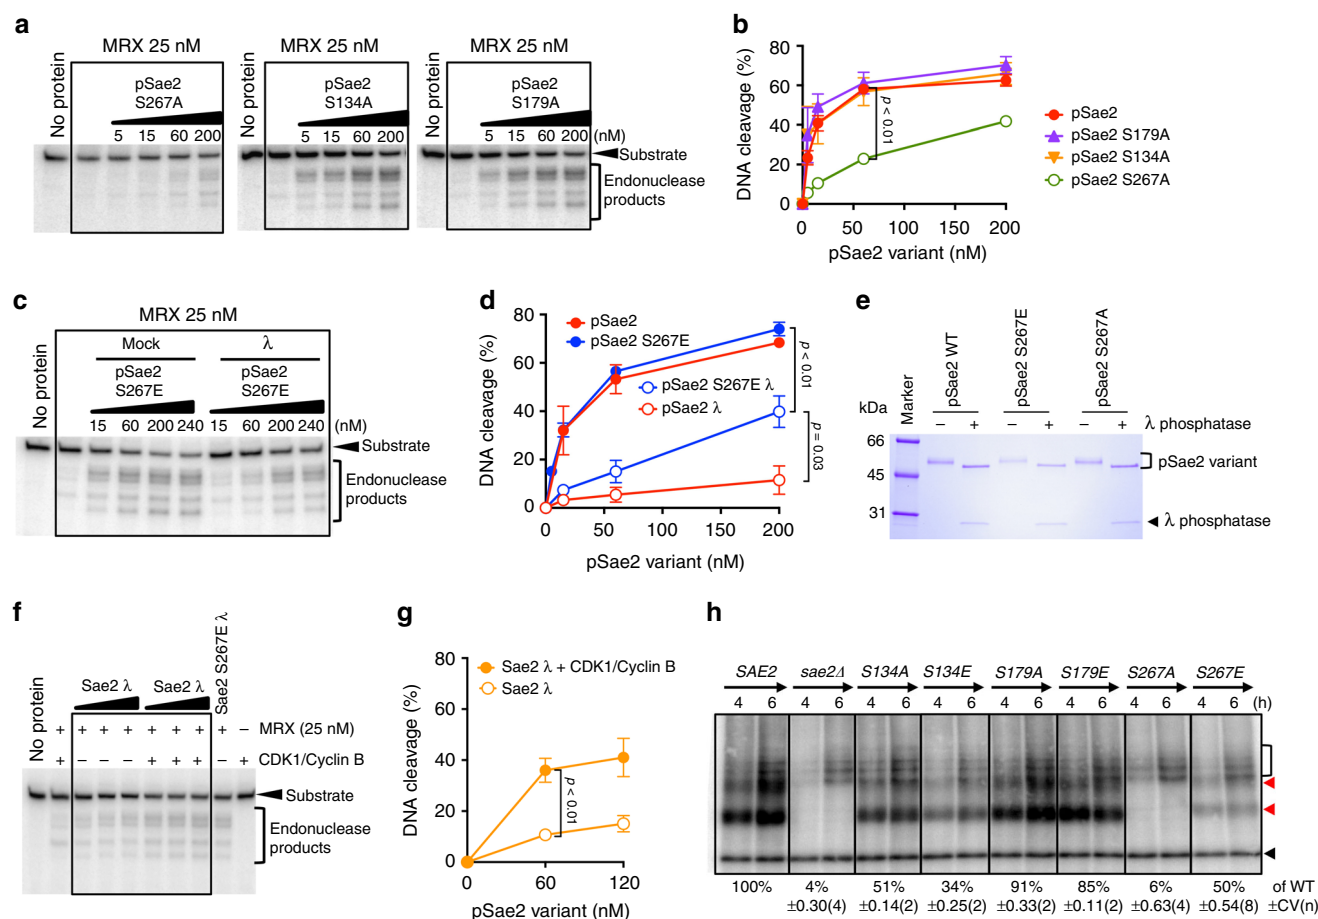 a
MRX 25 nM
MRX 25 nM
MRX 25 nM
No protein
pSae2
S267A
5 15 60 200
No protein
pSae2
S134A
5 15 60 200
No protein
pSae2
S179A
5 15 60 200 (nM)
Substrate
Endonuclease
products
b
DNA cleavage (%)
80
60
40
20
0
0 50 100 150 200
pSae2 variant (nM)
p < 0.01
pSae2
pSae2 S179A
pSae2 S134A
pSae2 S267A
c
MRX 25 nM
No protein
Mock
λ
pSae2
S267E
pSae2
S267E
15 60 200 240 15 60 200 240 (nM)
Substrate
Endonuclease
products
d
DNA cleavage (%)
80
60
40
20
0
0 50 100 150 200
pSae2 variant (nM)
pSae2
pSae2 S267E
pSae2 S267E λ
pSae2 λ
p < 0.01
p = 0.03
e
kDa
Marker
pSae2 WT
pSae2 S267E
pSae2 S267A
− + − + − + λ phosphatase
66
45
31
pSae2 variant
λ phosphatase
f
No protein
Sae2 λ
Sae2 λ
Sae2 S267E λ
+ + + + + + + + − MRX (25 nM)
+ − − − + + + − + CDK1/Cyclin B
Substrate
Endonuclease
products
g
DNA cleavage (%)
80
60
40
20
0
0 60 120
pSae2 variant (nM)
Sae2 λ + CDK1/Cyclin B
Sae2 λ
p < 0.01
h
SAE2 sae2Δ S134A S134E S179A S179E S267A S267E
4 6 4 6 4 6 4 6 4 6 4 6 4 6 4 6 (h)
100% 4% 51% 34% 91% 85% 6% 50% of WT
±0.30(4) ±0.14(2) ±0.25(2) ±0.33(2) ±0.11(2) ±0.63(4) ±0.54(8) ±CV(n)